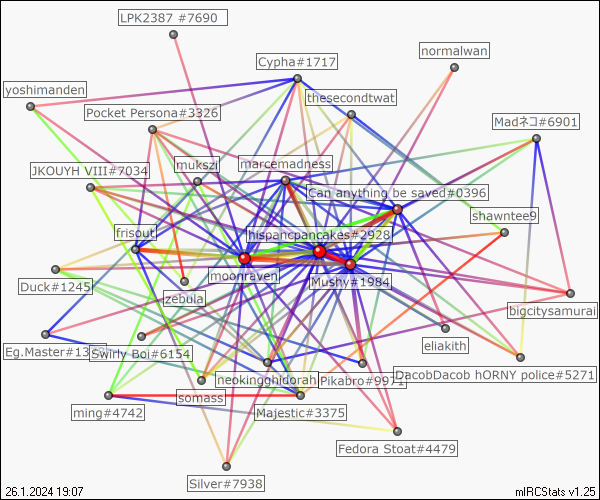 LPK2387 #7690
normalwan
Cypha#1717
yoshimanden
thesecondtwat
Pocket Persona#3326
Madネコ#6901
mukszi
marcemadness
JKOUYH VIII#7034
Can anything be saved#0396
shawntee9
frisout
hispanicpancakes#2928
moonraven
Mushy#1984
Duck#1245
zebula
bigcitysamurai
eliakith
Eg.Master#13
Swirly Boi#6154
DacobDacob hORNY police#5271
neokingghidorah
Pikabro#9971
somass
ming#4742
Majestic#3375
Fedora Stoat#4479
Silver#7938
26.1.2024 19:07
mIRCStats v1.25